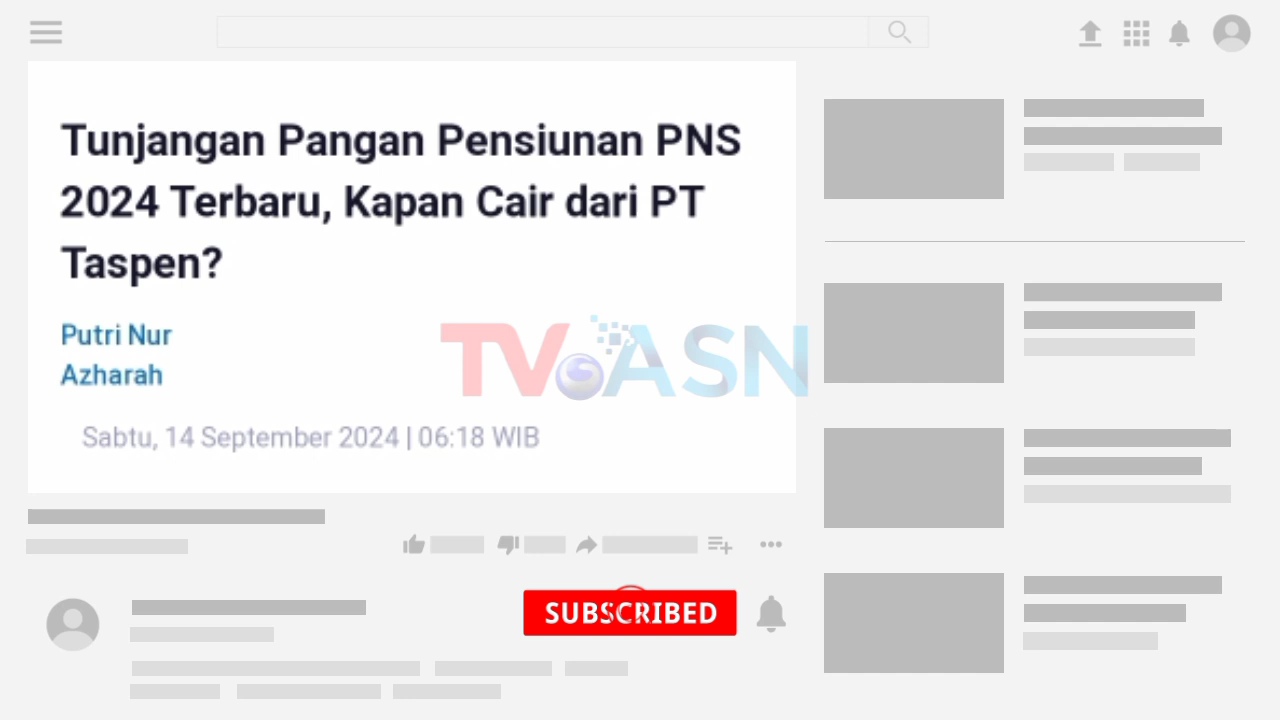 Tunjangan Pangan Pensiunan PNS
2024 Terbaru, Kapan Cair dari PT
Taspen?
Putri Nur
Azharah
TV ASN
Sabtu, 14 September 2024 | 06:18 WIB
SUBSCRIBED